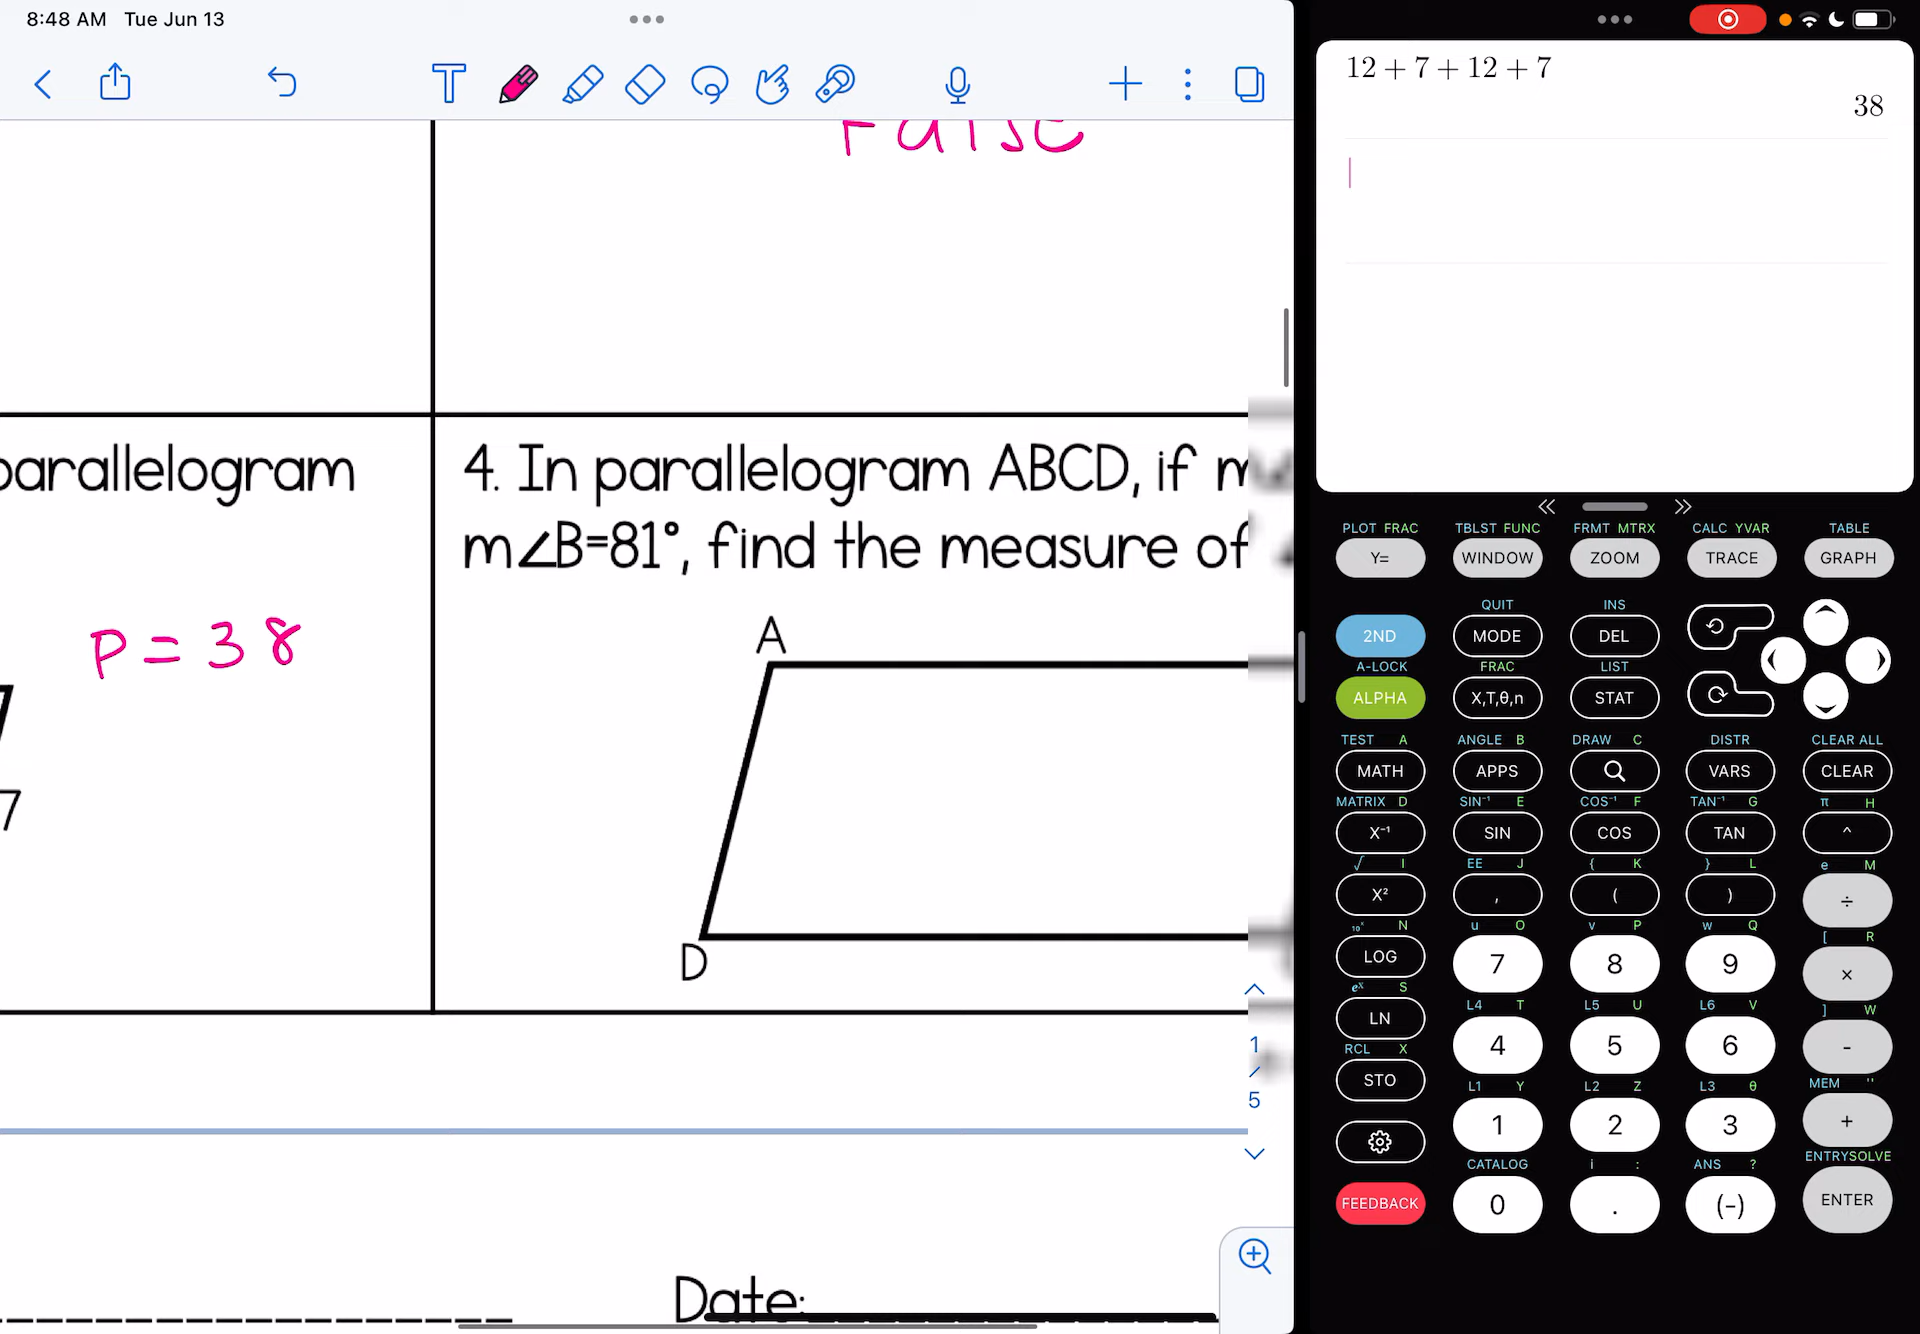 8:48 AM Tue Jun 13
False
parallelogram
P = 38
7
4. In parallelogram ABCD, if
m∠B=81°, find the measure of
A
D
1
5
Date:
12 + 7 + 12 + 7
38
PLOT FRAC TBLST FUNC FRMT MTRX CALC YVAR TABLE
Y= WINDOW ZOOM TRACE GRAPH
QUIT INS
2ND MODE DEL
A-LOCK FRAC LIST
ALPHA X,T,θ,n STAT
TEST A ANGLE B DRAW C DISTR CLEAR ALL
MATH APPS VARS CLEAR
MATRIX D SIN⁻¹ E COS⁻¹ F TAN⁻¹ G π H
X⁻¹ SIN COS TAN ^
√ I EE J { K } L e M
X² , ( ) ÷
10ˣ N u O v P w Q [ R
LOG 7 8 9 ×
eˣ S L4 T L5 U L6 V ] W
LN 4 5 6 -
RCL X L1 Y L2 Z L3 θ MEM "
STO 1 2 3 +
CATALOG i : ANS ? ENTRY SOLVE
FEEDBACK 0 . (-) ENTER